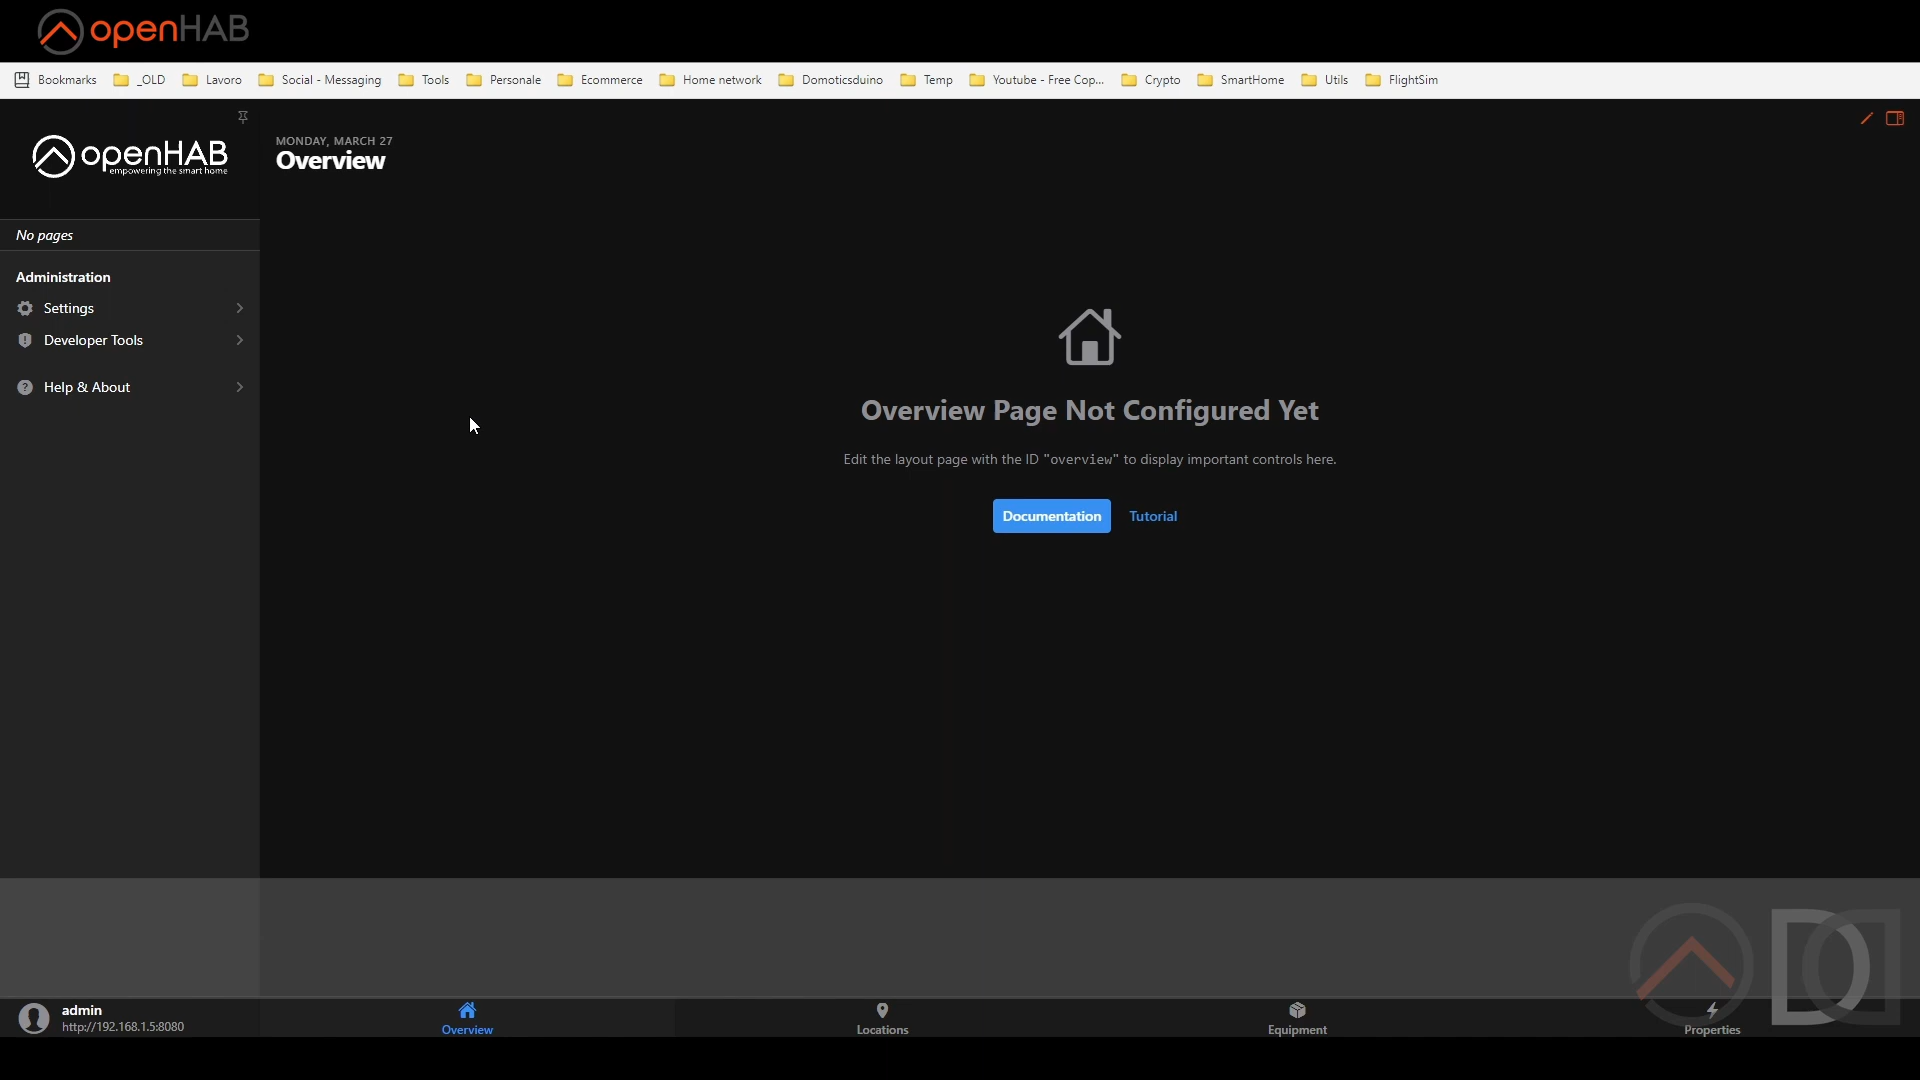 openHAB
Bookmarks _OLD Lavoro Social - Messaging Tools Personale Ecommerce Home network Domoticsduino Temp Youtube - Free Cop... Crypto SmartHome Utils FlightSim
openHAB
empowering the smart home
MONDAY, MARCH 27
Overview
No pages
Administration
Settings
Developer Tools
Help & About
Overview Page Not Configured Yet
Edit the layout page with the ID "overview" to display important controls here.
Documentation Tutorial
admin
http://192.168.1.5:8080
Overview
Locations
Equipment
Properties